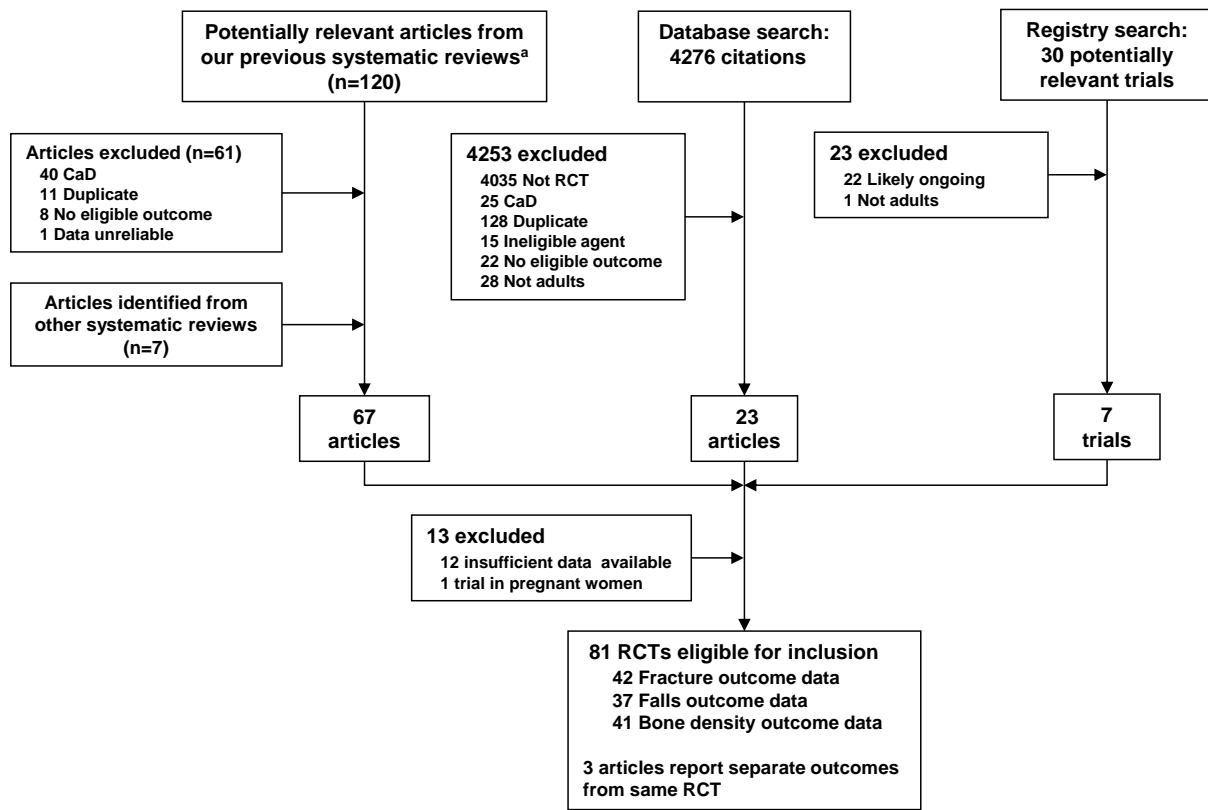 Potentially relevant articles from
our previous systematic reviewsa
(n=120)
Database search:
4276 citations
Registry search:
30 potentially
relevant trials
Articles excluded (n=61)
40 CaD
11 Duplicate
8 No eligible outcome
1 Data unreliable
4253 excluded
4035 Not RCT
25 CaD
128 Duplicate
15 Ineligible agent
22 No eligible outcome
28 Not adults
23 excluded
22 Likely ongoing
1 Not adults
Articles identified from
other systematic reviews
(n=7)
67
articles
23
articles
7
trials
13 excluded
12 insufficient data available
1 trial in pregnant women
81 RCTs eligible for inclusion
42 Fracture outcome data
37 Falls outcome data
41 Bone density outcome data
3 articles report separate outcomes
from same RCT